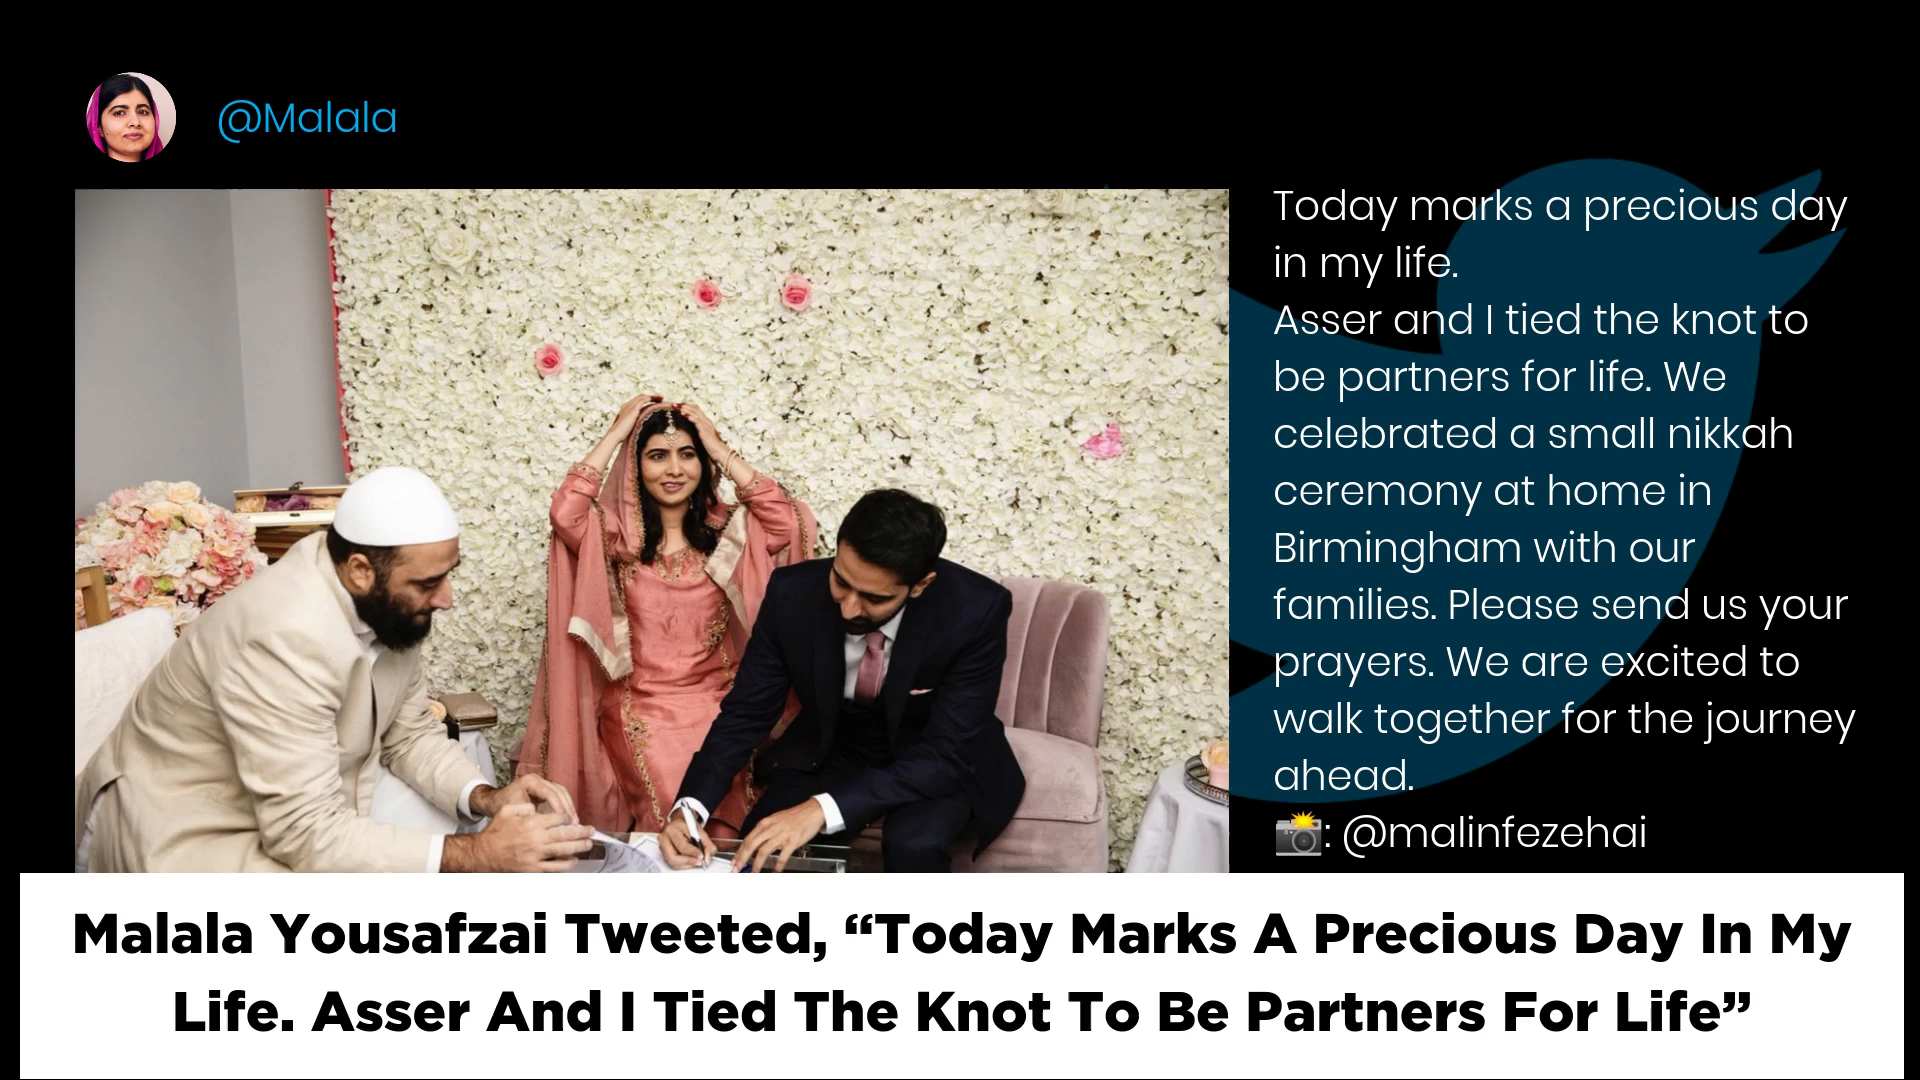 @Malala
Today marks a precious day
in my life.
Asser and I tied the knot to
be partners for life. We
celebrated a small nikkah
ceremony at home in
Birmingham with our
families. Please send us your
prayers. We are excited to
walk together for the journey
ahead.
📸: @malinfezehai
Malala Yousafzai Tweeted, “Today Marks A Precious Day In My
Life. Asser And I Tied The Knot To Be Partners For Life”